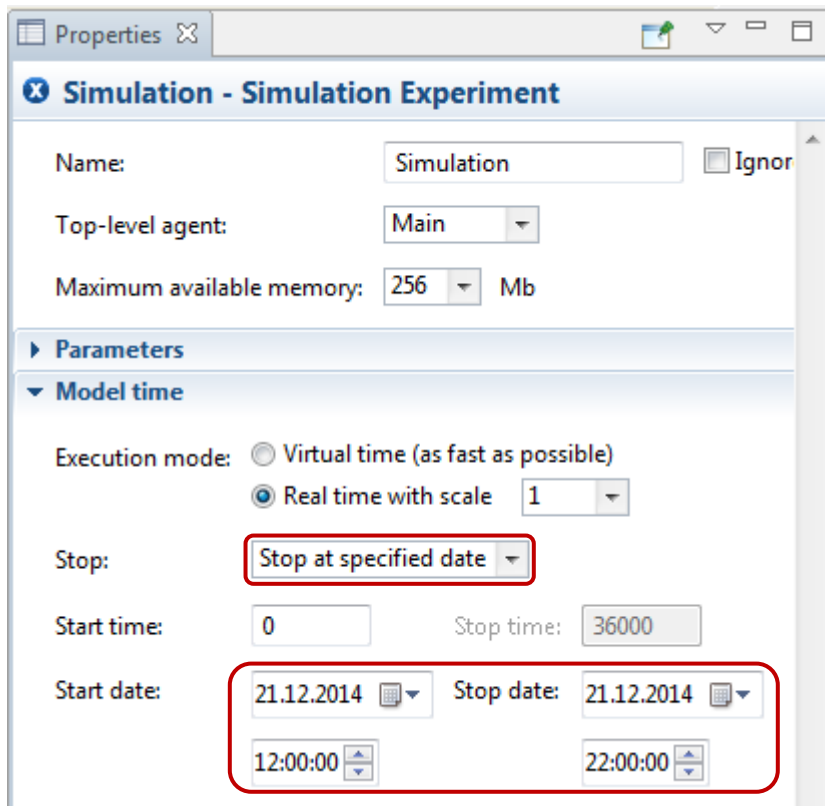 Properties
Simulation - Simulation Experiment
Name: Simulation Ignor
Top-level agent: Main
Maximum available memory: 256 Mb
Parameters
Model time
Execution mode: Virtual time (as fast as possible)
Real time with scale 1
Stop: Stop at specified date
Start time: 0 Stop time: 36000
Start date: 21.12.2014 Stop date: 21.12.2014
12:00:00 22:00:00